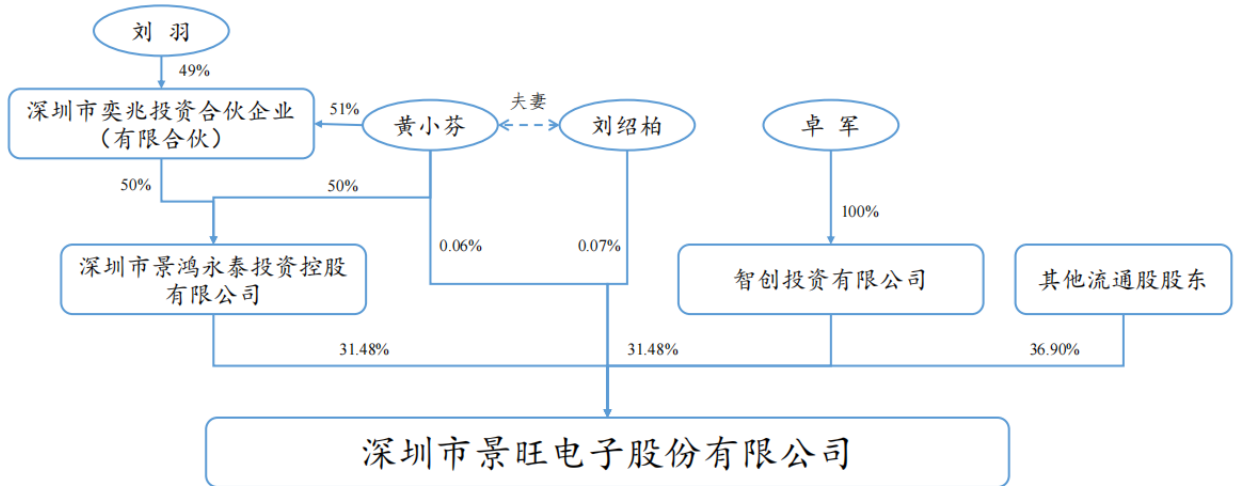 刘 羽
49%
深圳市奕兆投资合伙企业
（有限合伙）
51%
黄小芬
夫妻
刘绍柏
卓 军
50%
50%
100%
0.06%
0.07%
深圳市景鸿永泰投资控股
有限公司
智创投资有限公司
其他流通股股东
31.48%
31.48%
36.90%
深圳市景旺电子股份有限公司